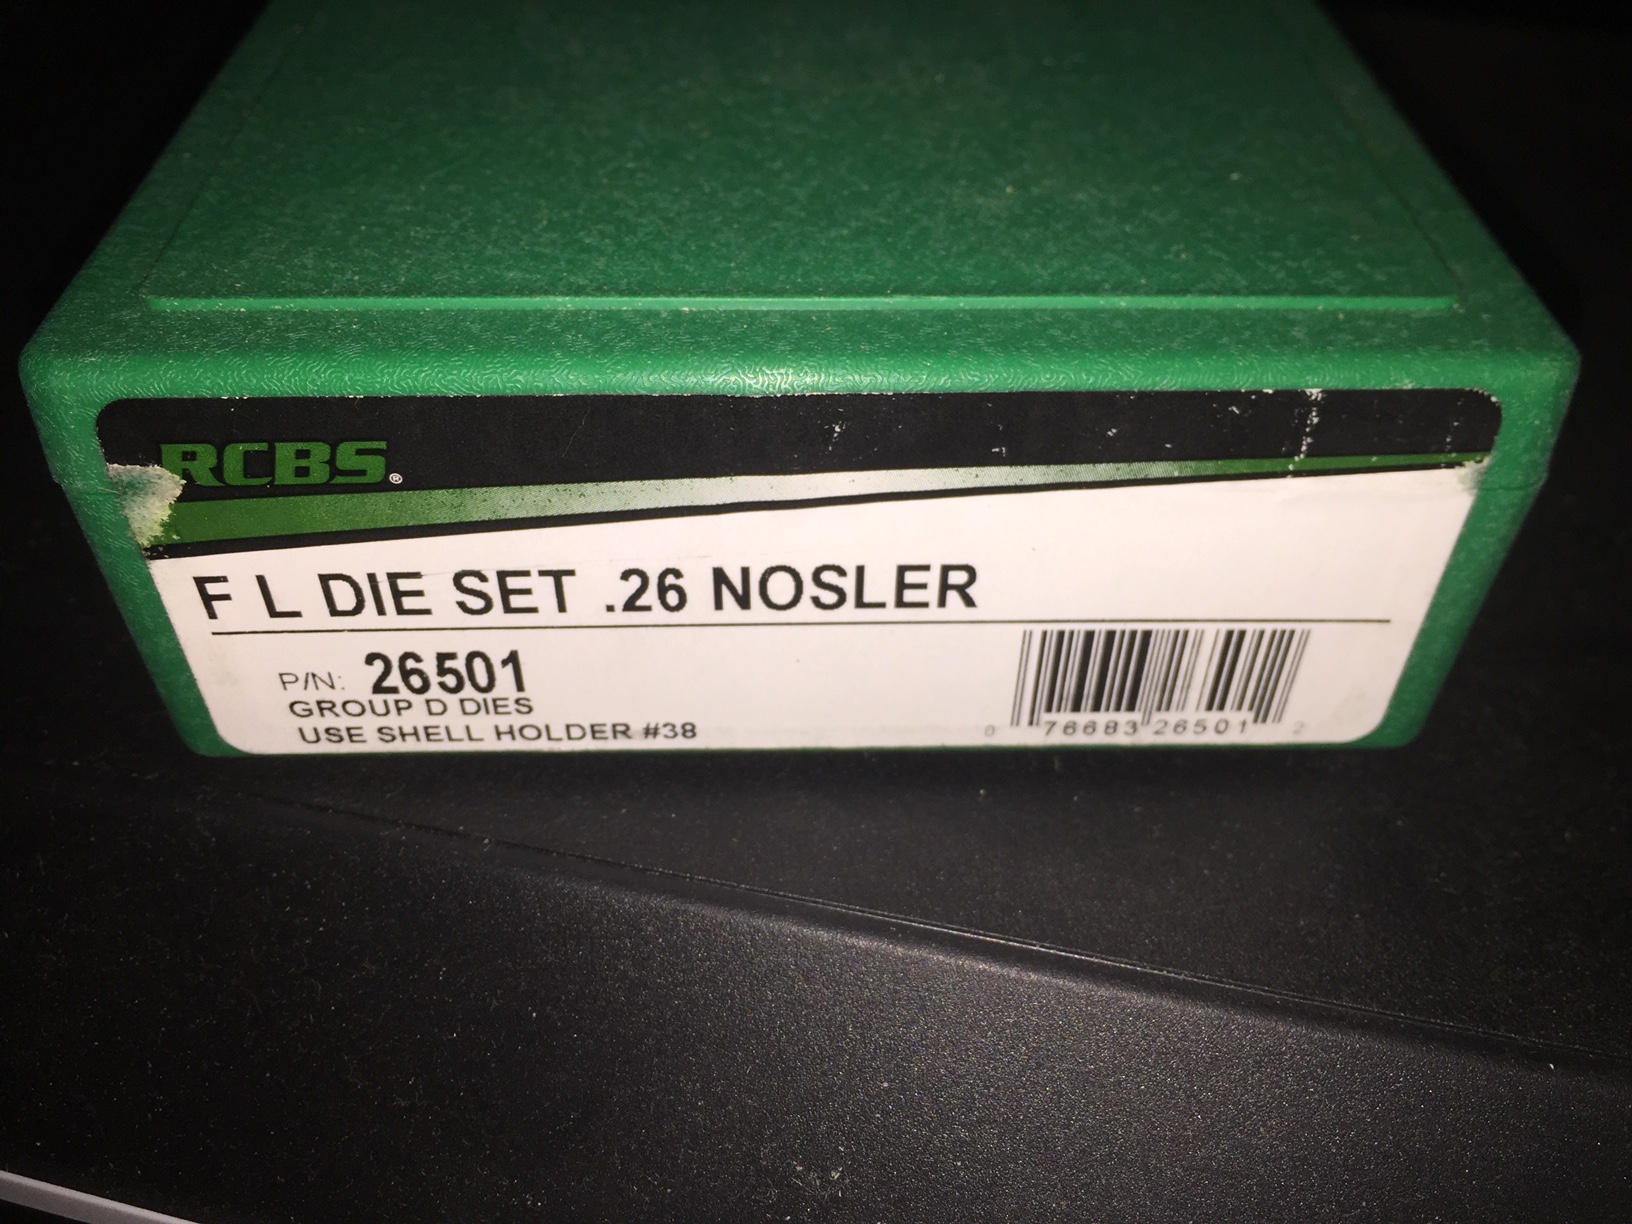 RCBS®
F L DIE SET .26 NOSLER
P/N: 26501
GROUP D DIES
USE SHELL HOLDER #38
0 76683 26501 2